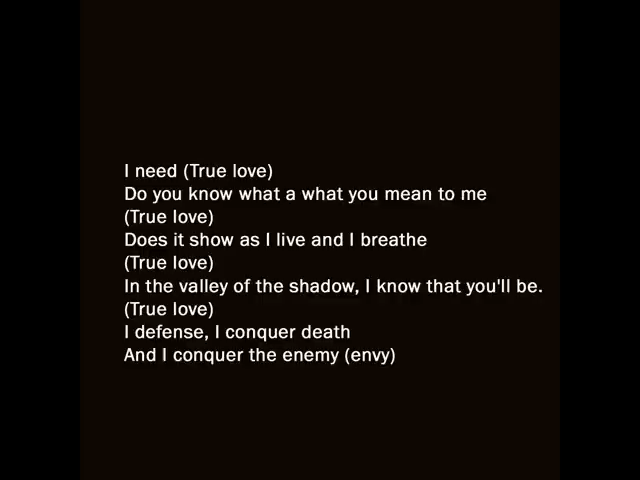 I need (True love)
Do you know what a what you mean to me
(True love)
Does it show as I live and I breathe
(True love)
In the valley of the shadow, I know that you'll be.
(True love)
I defense, I conquer death
And I conquer the enemy (envy)